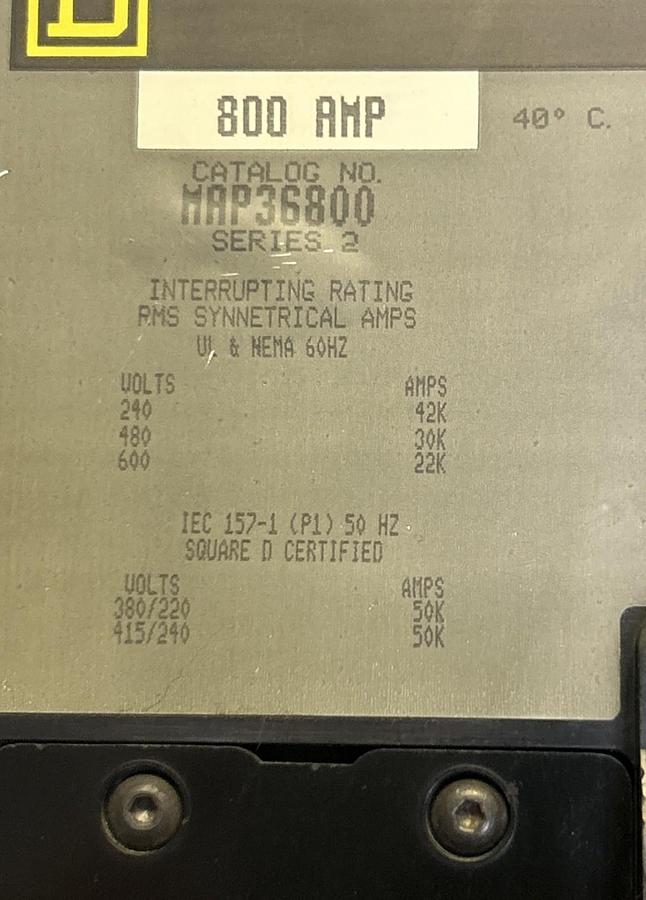 D
800 AMP
40° C.
CATALOG NO.
MAP36800
SERIES 2
INTERRUPTING RATING
RMS SYNNETRICAL AMPS
UL & NEMA 60HZ
VOLTS AMPS
240 42K
480 30K
600 22K
IEC 157-1 (P1) 50 HZ
SQUARE D CERTIFIED
VOLTS AMPS
380/220 50K
415/240 50K